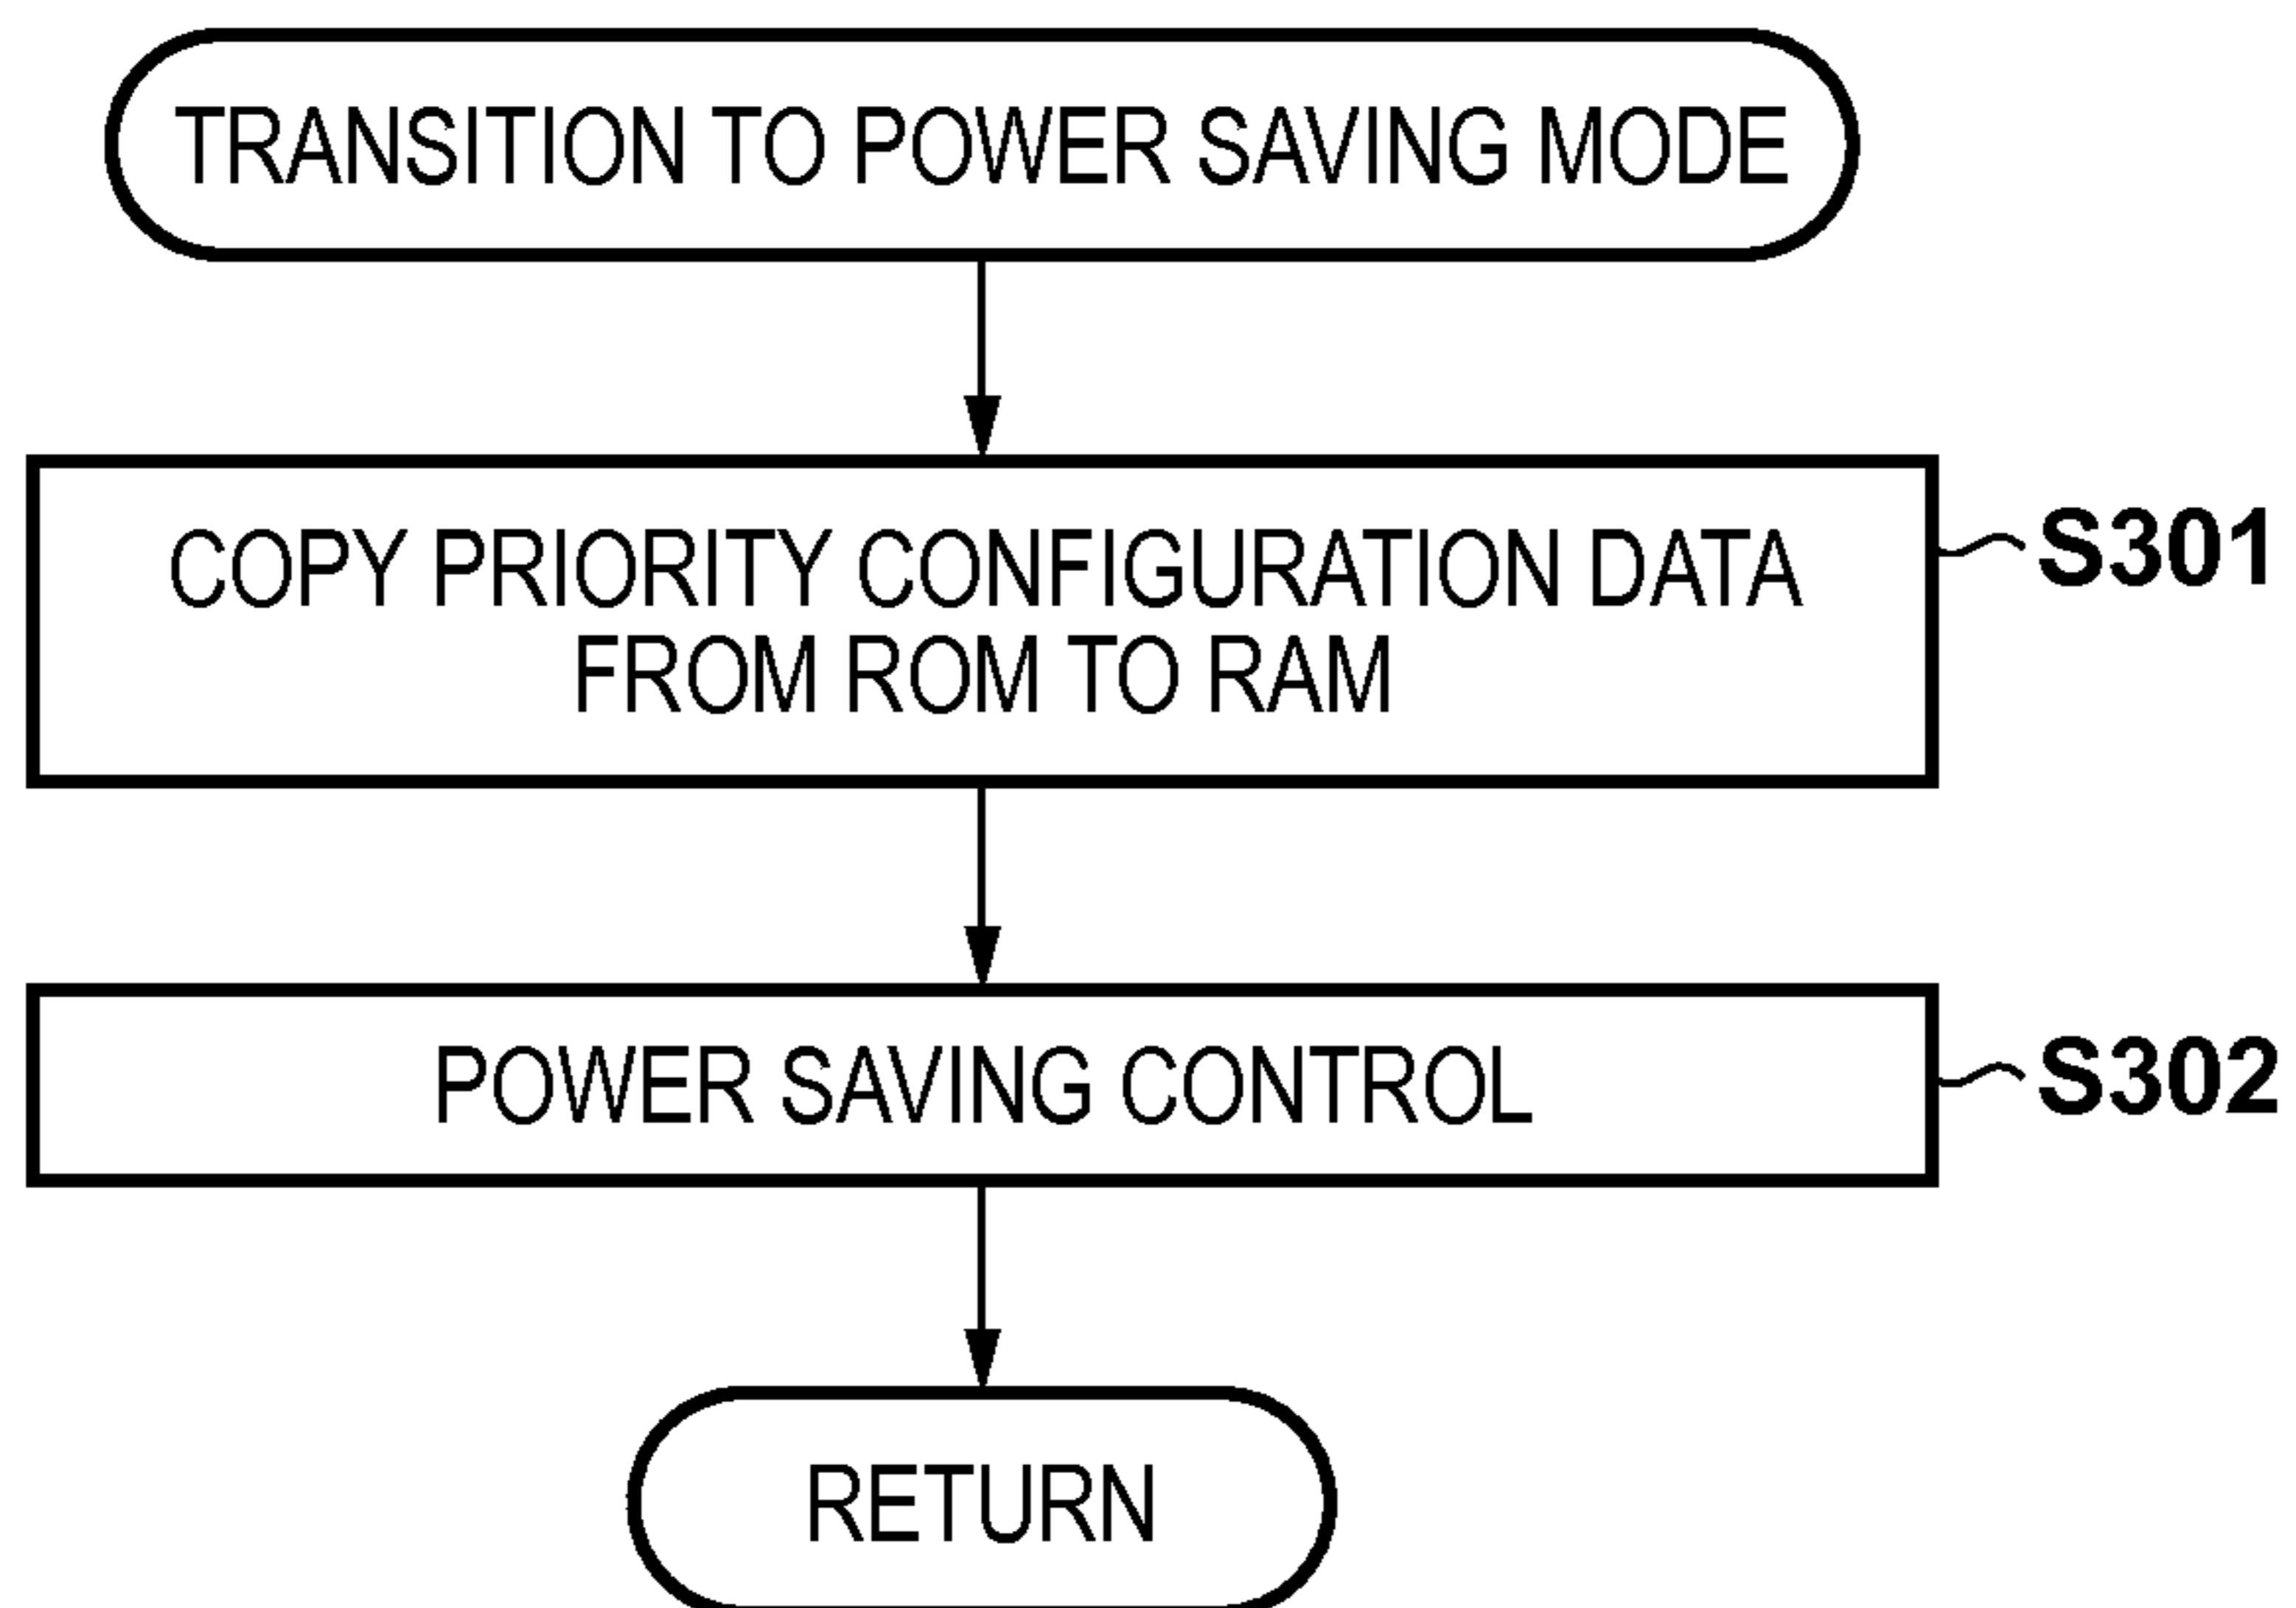 TRANSITION TO POWER SAVING MODE
COPY PRIORITY CONFIGURATION DATA
FROM ROM TO RAM
S301
POWER SAVING CONTROL
S302
RETURN